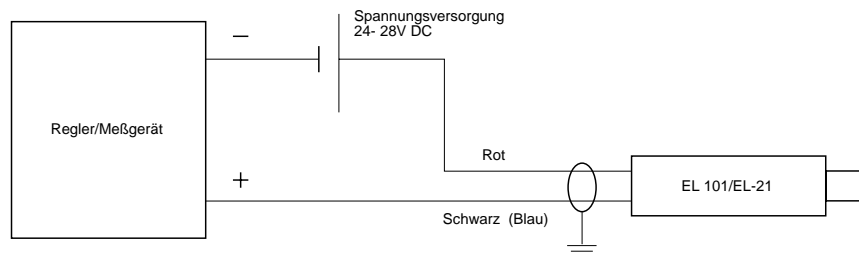 Spannungsversorgung
24- 28V DC
−
Regler/Meßgerät
Rot
+
EL 101/EL-21
Schwarz (Blau)